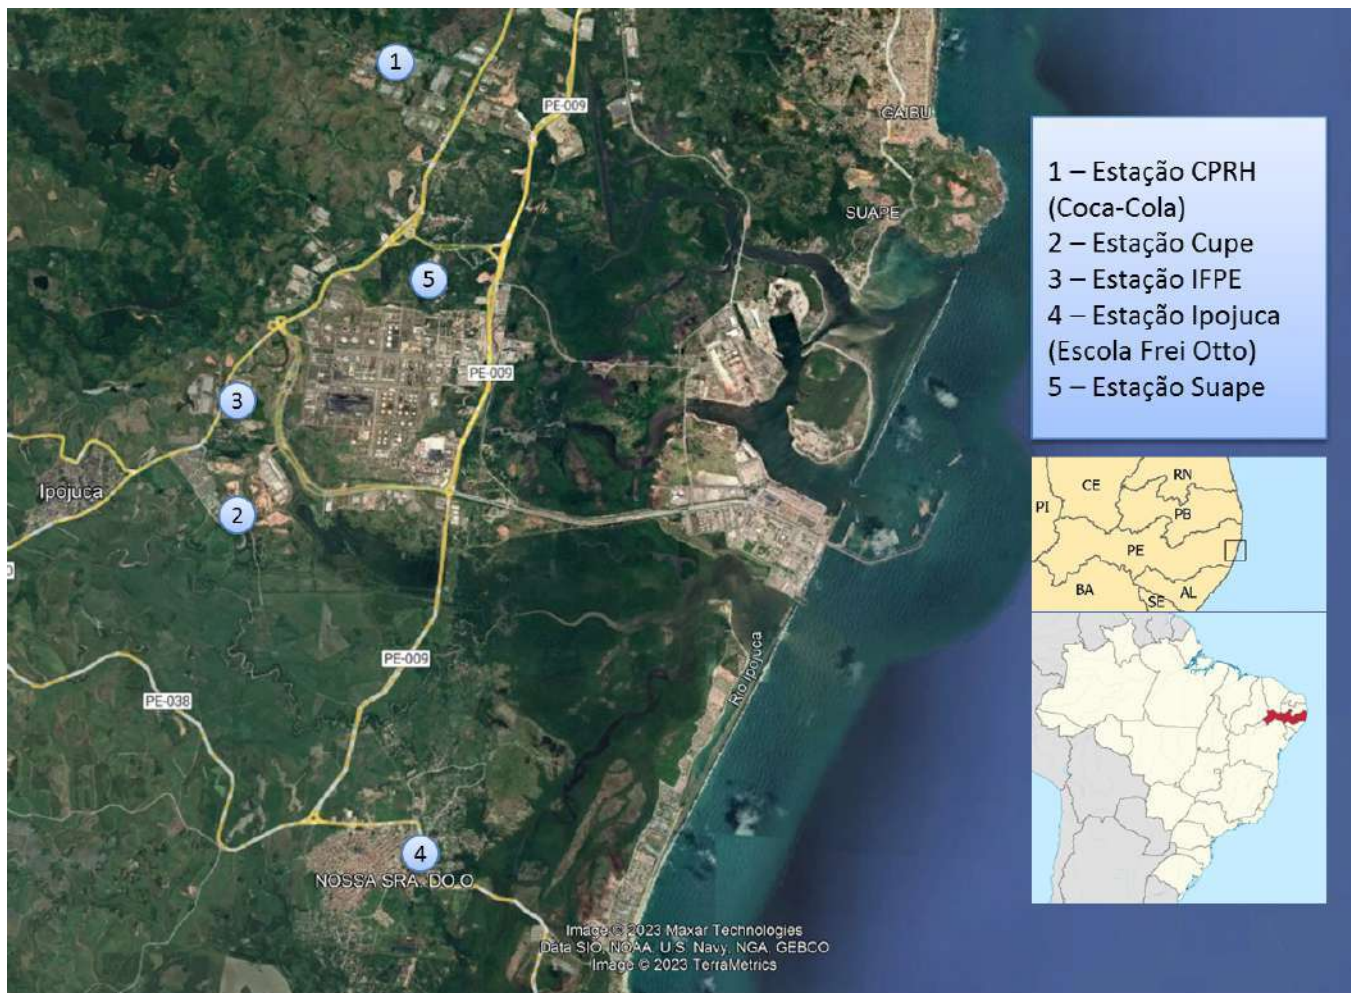 1
PE-009
GAIBU
SUAPE
5
3
PE-009
Ipojuca
2
0
PE-009
PE-038
Rio Ipojuca
4
NOSSA SRA. DO O
Image © 2023 Maxar Technologies
Data SIO, NOAA, U.S. Navy, NGA, GEBCO
Image © 2023 TerraMetrics
1 – Estação CPRH
(Coca-Cola)
2 – Estação Cupe
3 – Estação IFPE
4 – Estação Ipojuca
(Escola Frei Otto)
5 – Estação Suape
CE
RN
PI
PB
PE
BA
SE
AL